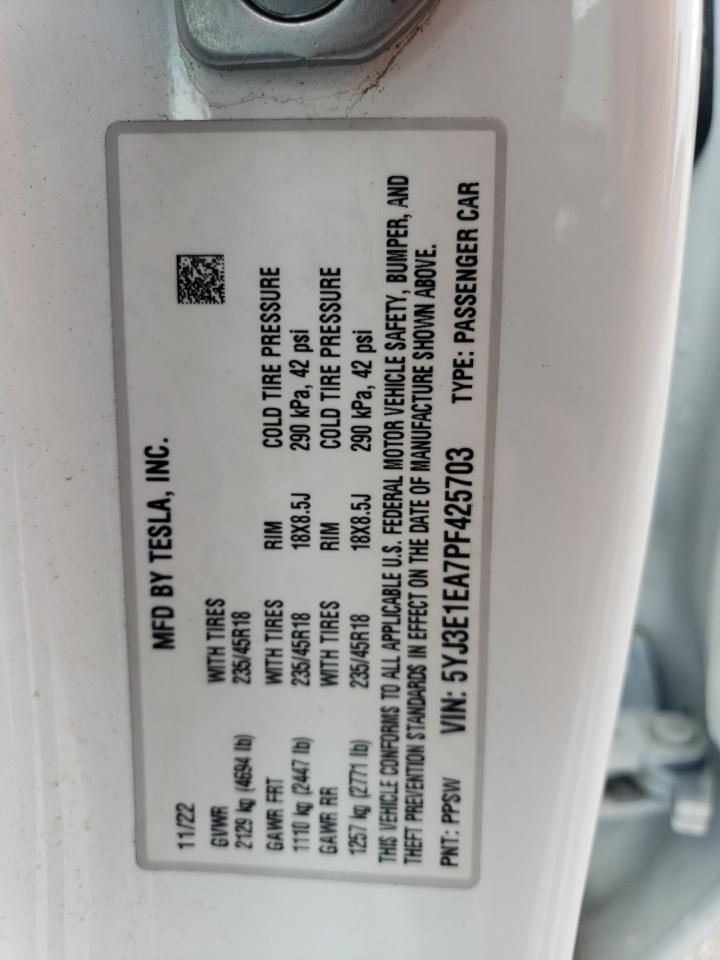 MFD BY TESLA, INC.
11/22
GVWR WITH TIRES
2129 kg (4694 lb) 235/45R18
GAWR FRT WITH TIRES RIM COLD TIRE PRESSURE
1110 kg (2447 lb) 235/45R18 18X8.5J 290 kPa, 42 psi
GAWR RR WITH TIRES RIM COLD TIRE PRESSURE
1257 kg (2771 lb) 235/45R18 18X8.5J 290 kPa, 42 psi
THIS VEHICLE CONFORMS TO ALL APPLICABLE U.S. FEDERAL MOTOR VEHICLE SAFETY, BUMPER, AND
THEFT PREVENTION STANDARDS IN EFFECT ON THE DATE OF MANUFACTURE SHOWN ABOVE.
PNT: PPSW VIN: 5YJ3E1EA7PF425703 TYPE: PASSENGER CAR